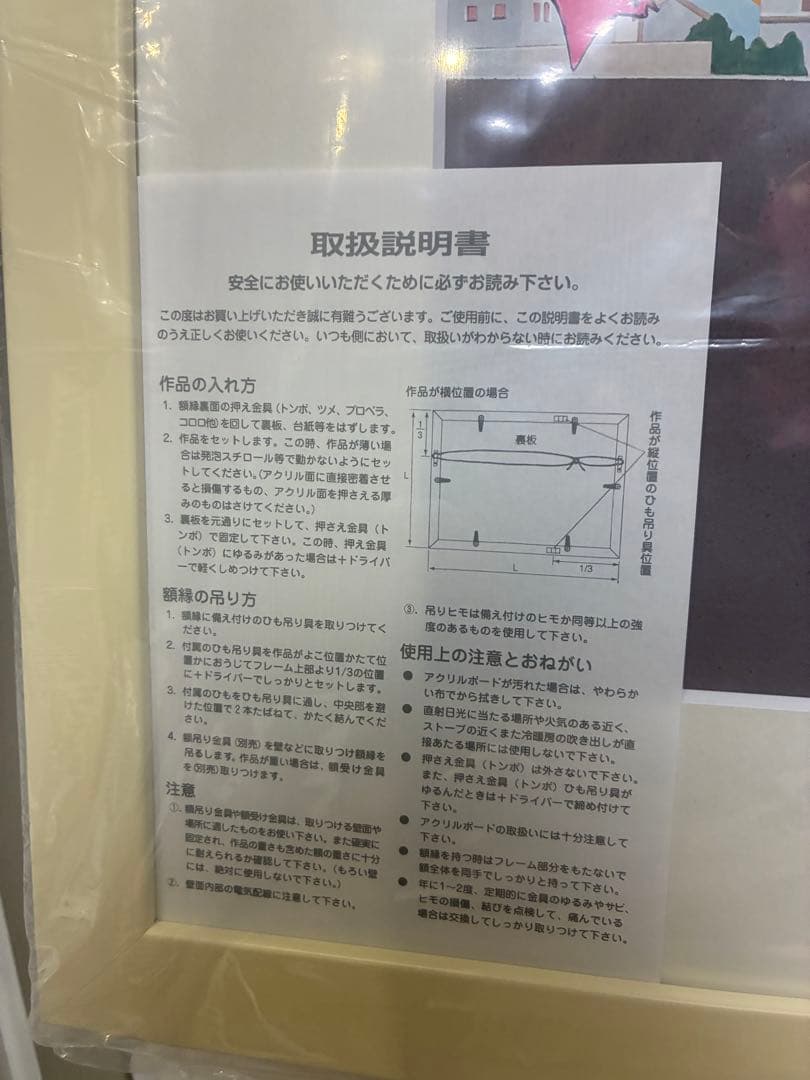 取扱説明書
安全にお使いいただくために必ずお読み下さい。
この度はお買い上げいただき誠に有難うございます。ご使用前に、この説明書をよくお読み
のうえ正しくお使いください。いつも側において、取扱いがわからない時にお読みください。
作品の入れ方
1. 額縁裏面の押え金具(トンボ、ツメ、プロペラ、
コロロ他)を回して裏板、台紙等をはずします。
2. 作品をセットします。この時、作品が薄い場
合は発泡スチロール等で動かないようにセッ
トしてください。(アクリル面に直接密着させ
ると損傷するもの、アクリル面を押さえる厚
みのものはさけてください。)
3. 裏板を元通りにセットして、押さえ金具(ト
ンボ)で固定して下さい。この時、押え金具
(トンボ)にゆるみがあった場合は+ドライバ
ーで軽くしめつけて下さい。
額縁の吊り方
1. 額縁に備え付けのひも吊り具を取りつけてく
ださい。
2. 付属のひも吊り具を作品がよこ位置かたて位
置かにおうじてフレーム上部より1/3の位置
に+ドライバーでしっかりとセットします。
3. 付属のひもをひも吊り具に通し、中央部を避
けた位置で2本たばねて、かたく結んでくだ
さい。
4. 額吊り金具(別売)を壁などに取りつけ額縁を
吊るします。作品が重い場合は、額受け金具
を(別売)取りつけます。
注意
①. 額吊り金具や額受け金具は、取りつける壁面や
場所に適したものをお使い下さい。また確実に
固定され、作品の重さも含めた額の重さに十分
に耐えられるか確認して下さい。(もろい壁
には、絶対に使用しないで下さい。)
②. 壁面内部の電気配線に注意して下さい。
作品が横位置の場合
1/3
裏板
L
L
1/3
作品が縦位置のひも吊り具位置
③. 吊りヒモは備え付けのヒモか同等以上の強
度のあるものを使用して下さい。
使用上の注意とおねがい
● アクリルボードが汚れた場合は、やわらか
い布でから拭きして下さい。
● 直射日光に当たる場所や火気のある近く、
ストーブの近くまた冷暖房の吹き出しが直
接あたる場所には使用しないで下さい。
● 押さえ金具(トンボ)は外さないで下さい。
また、押さえ金具(トンボ)ひも吊り具が
ゆるんだときは+ドライバーで締め付けて
下さい。
● アクリルボードの取扱いには十分注意して
下さい。
● 額縁を持つ時はフレーム部分をもたないで
額全体を両手でしっかりと持って下さい。
● 年に1〜2度、定期的に金具のゆるみやサビ、
ヒモの損傷、結びを点検して、痛んでいる
場合は交換してしっかり取りつけて下さい。